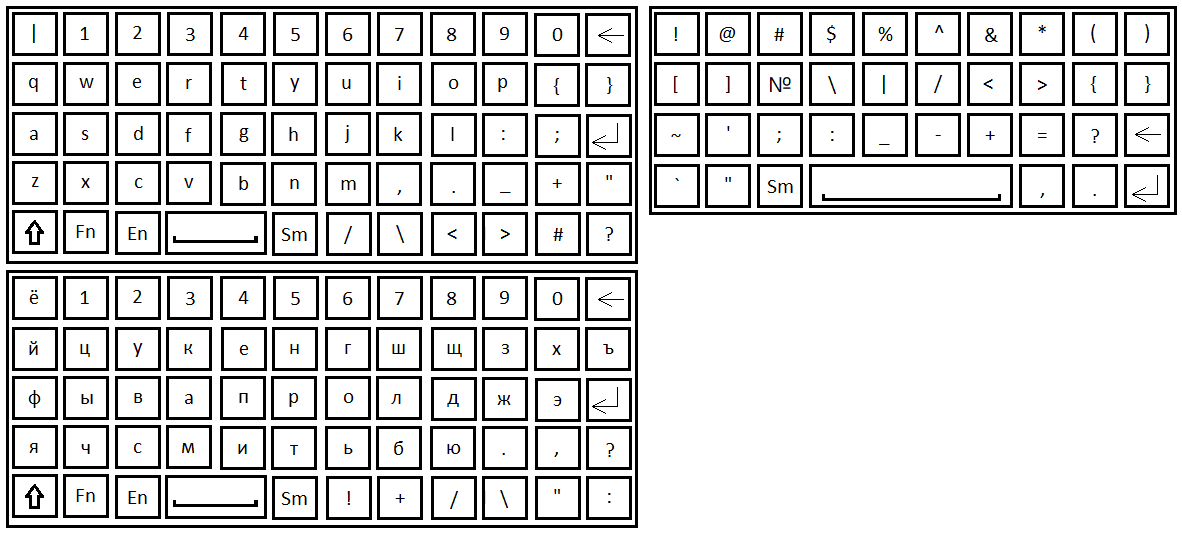 | 1 2 3 4 5 6 7 8 9 0 ←
q w e r t y u i o p { }
a s d f g h j k l : ; ↵
z x c v b n m , . _ + "
⇧ Fn En Sm / \ < > # ?
! @ # $ % ^ & * ( )
[ ] № \ | / < > { }
~ ' ; : _ - + = ? ←
` " Sm , . ↵
ё 1 2 3 4 5 6 7 8 9 0 ←
й ц у к е н г ш щ з х ъ
ф ы в а п р о л д ж э ↵
я ч с м и т ь б ю . , ?
⇧ Fn En Sm ! + / \ " :